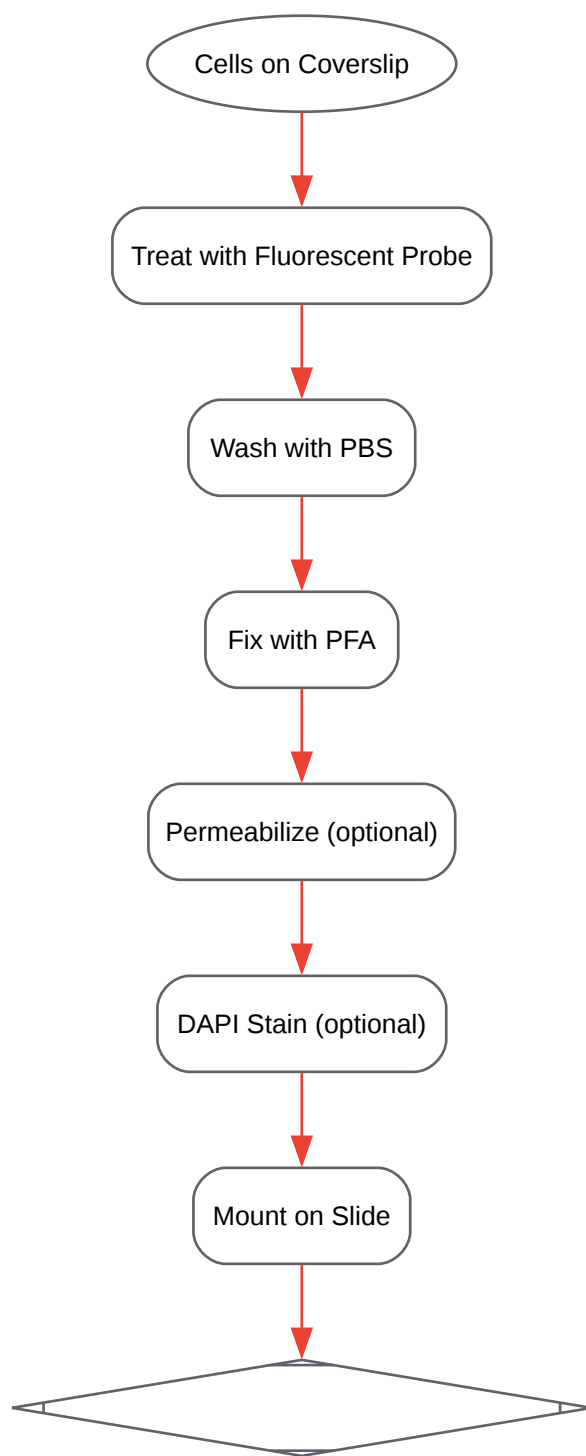 Cells on Coverslip
Treat with Fluorescent Probe
Wash with PBS
Fix with PFA
Permeabilize (optional)
DAPI Stain (optional)
Mount on Slide